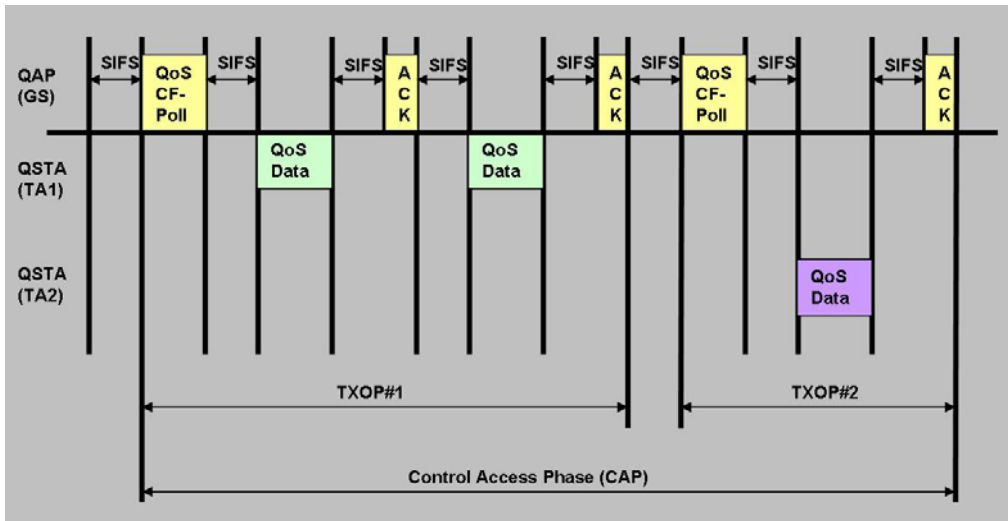 SIFS SIFS SIFS SIFS SIFS SIFS SIFS SIFS
QAP
(GS)
QoS
CF-
Poll
A
C
K
A
C
K
QoS
CF-
Poll
A
C
K
QSTA
(TA1)
QoS
Data
QoS
Data
QSTA
(TA2)
QoS
Data
TXOP#1
TXOP#2
Control Access Phase (CAP)